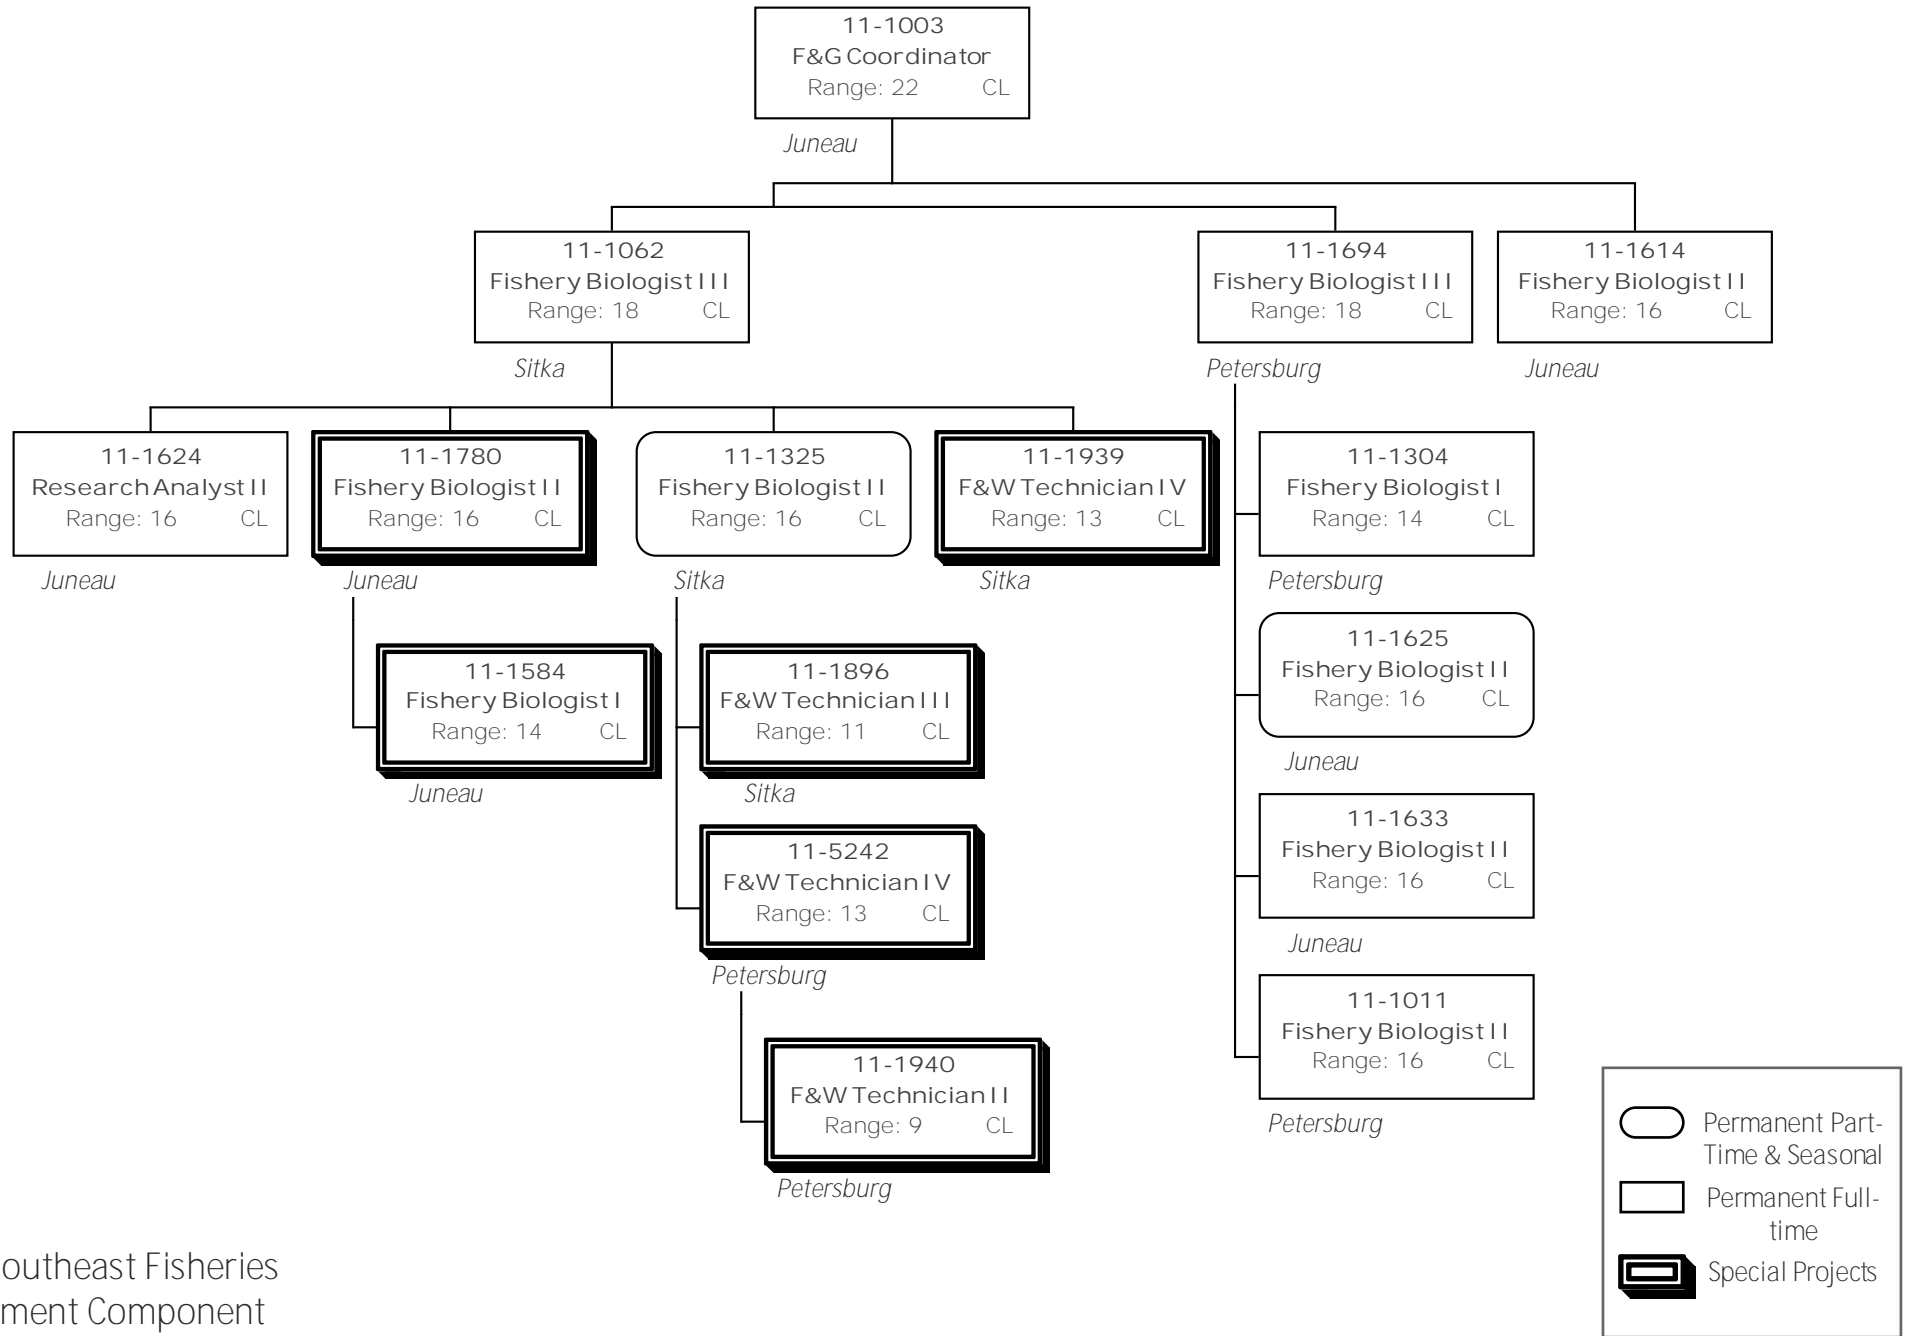 11-1003
F&G Coordinator
Range: 22 CL
Juneau
11-1062
Fishery Biologist III
Range: 18 CL
Sitka
11-1694
Fishery Biologist III
Range: 18 CL
Petersburg
11-1614
Fishery Biologist II
Range: 16 CL
Juneau
11-1624
Research Analyst II
Range: 16 CL
Juneau
11-1780
Fishery Biologist II
Range: 16 CL
Juneau
11-1325
Fishery Biologist II
Range: 16 CL
Sitka
11-1939
F&W Technician IV
Range: 13 CL
Sitka
11-1304
Fishery Biologist I
Range: 14 CL
Petersburg
11-1584
Fishery Biologist I
Range: 14 CL
Juneau
11-1896
F&W Technician III
Range: 11 CL
Sitka
11-1625
Fishery Biologist II
Range: 16 CL
Juneau
11-5242
F&W Technician IV
Range: 13 CL
Petersburg
11-1633
Fishery Biologist II
Range: 16 CL
Juneau
11-1940
F&W Technician II
Range: 9 CL
Petersburg
11-1011
Fishery Biologist II
Range: 16 CL
Petersburg
Permanent Part-
Time & Seasonal
Permanent Full-
time
Special Projects
outheast Fisheries
ment Component